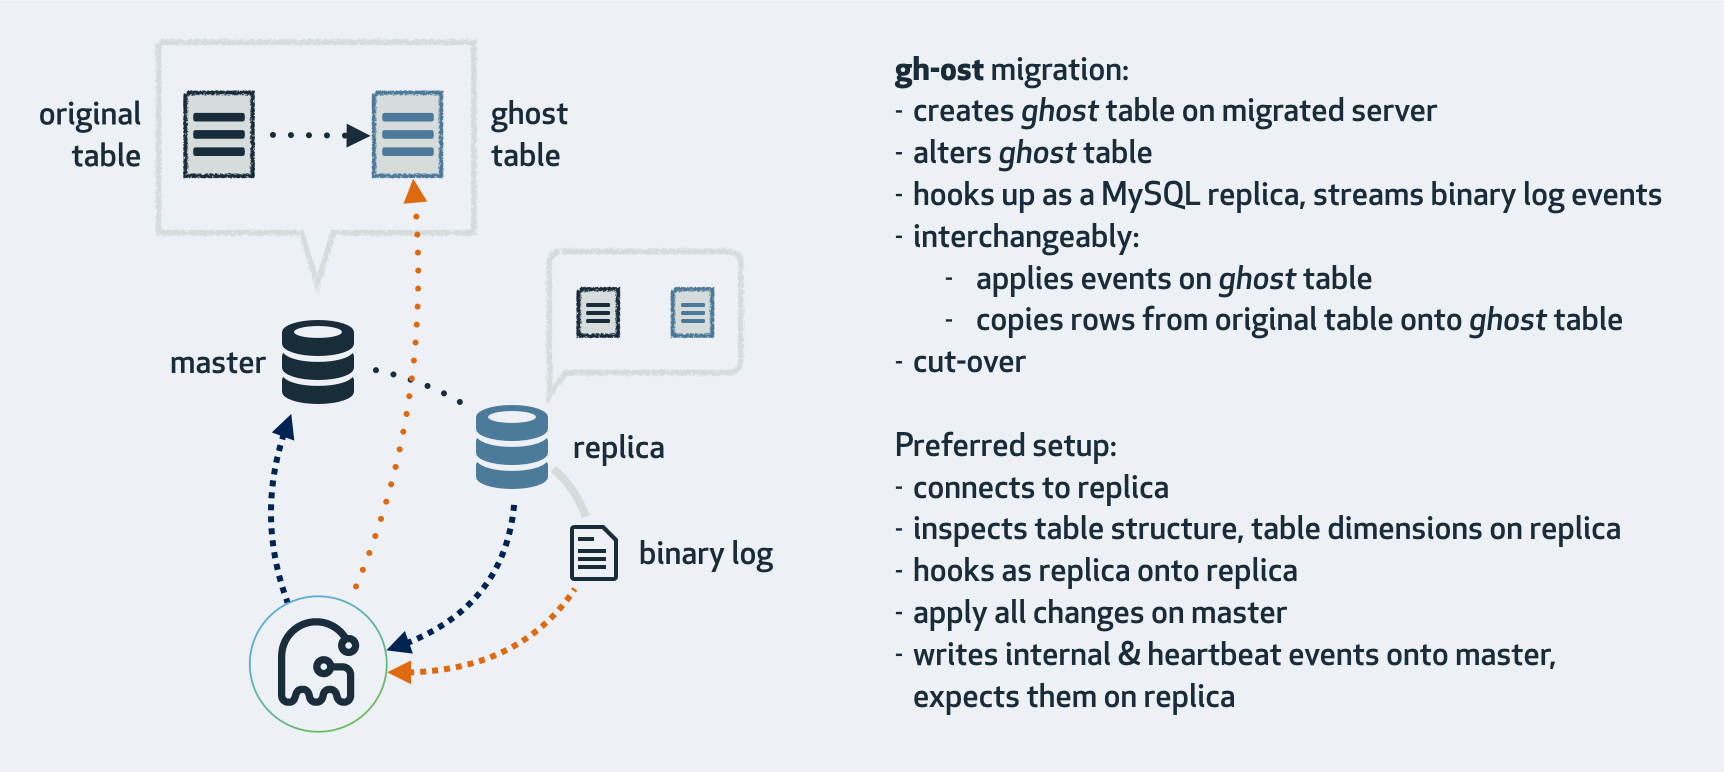 original
table
ghost
table
master
replica
binary log
gh-ost migration:
- creates ghost table on migrated server
- alters ghost table
- hooks up as a MySQL replica, streams binary log events
- interchangeably:
- applies events on ghost table
- copies rows from original table onto ghost table
- cut-over
Preferred setup:
- connects to replica
- inspects table structure, table dimensions on replica
- hooks as replica onto replica
- apply all changes on master
- writes internal & heartbeat events onto master,
expects them on replica